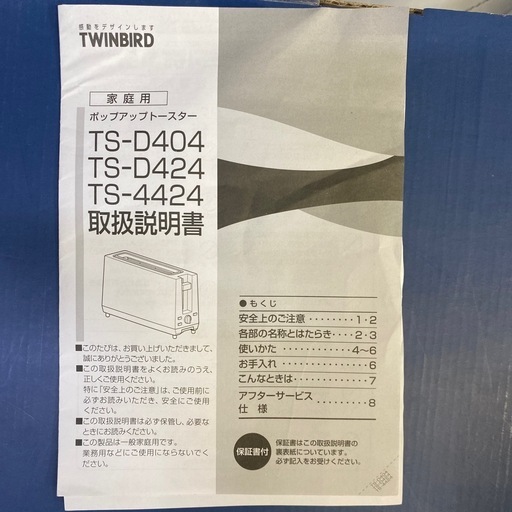 感動をデザインします
TWINBIRD
家庭用
ポップアップトースター
TS-D404
TS-D424
TS-4424
取扱説明書
■このたびは、お買い上げいただきまして、
誠にありがとうございました。
■この取扱説明書をよくお読みのうえ、
正しくご使用ください。
特に「安全上のご注意」は、ご使用前に
必ずお読みいただき、安全にご使用
ください。
■この取扱説明書は必ず保管し、必要な
ときにお読みください。
■この製品は一般家庭用です。
業務用などにご使用にならないでく
ださい。
●もくじ
安全上のご注意 ········· 1・2
各部の名称とはたらき ···· 2・3
使いかた ············· 4〜6
お手入れ ··············· 6
こんなときは ············ 7
アフターサービス
仕様 ·········· 8
保証書付
保証書はこの取扱説明書の
裏表紙についています。
必ず記入をお受けください。